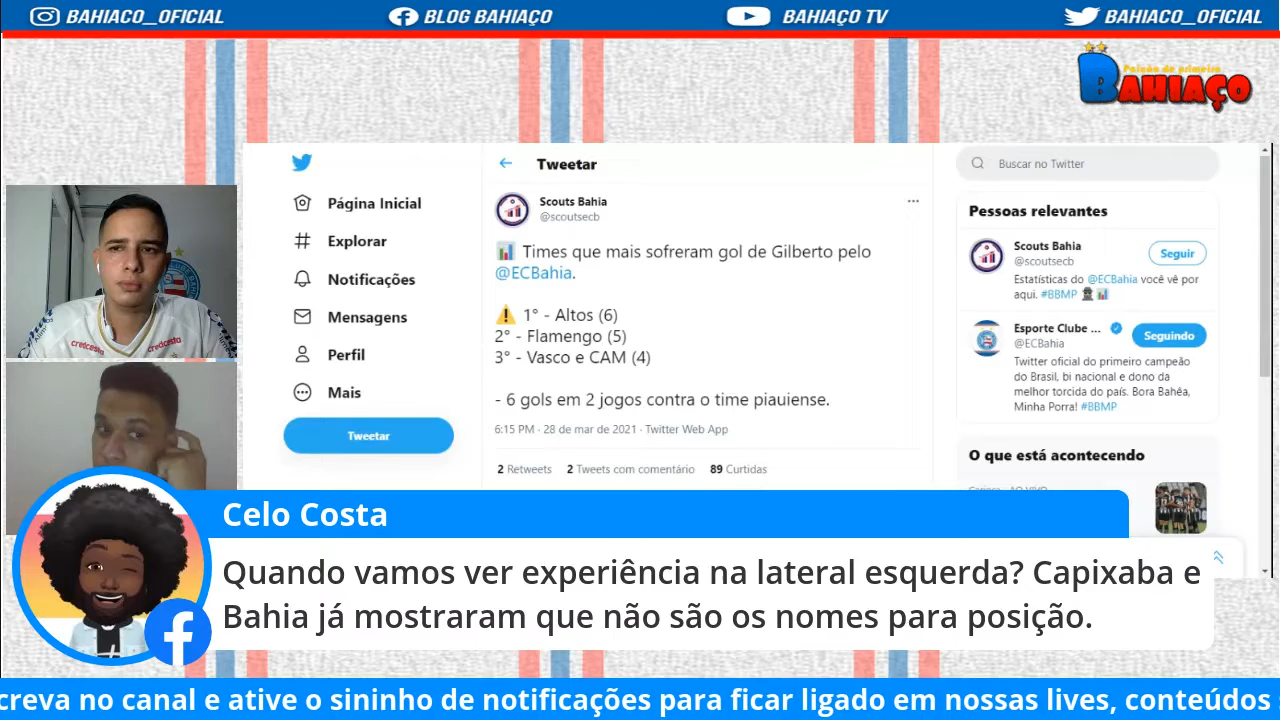 BAHIACO_OFICIAL
BLOG BAHIAÇO
BAHIAÇO TV
BAHIACO_OFICIAL
Paixão de primeira
BAHIAÇO
Página Inicial
Explorar
Notificações
Mensagens
Perfil
Mais
Tweetar
Tweetar
Scouts Bahia
@scoutsecb
📊 Times que mais sofreram gol de Gilberto pelo
@ECBahia.
⚠️ 1° - Altos (6)
2° - Flamengo (5)
3° - Vasco e CAM (4)
- 6 gols em 2 jogos contra o time piauiense.
6:15 PM · 28 de mar de 2021 · Twitter Web App
2 Retweets 2 Tweets com comentário 89 Curtidas
Buscar no Twitter
Pessoas relevantes
Scouts Bahia
@scoutsecb
Seguir
Estatísticas do @ECBahia você vê por
aqui. #BBMP
Esporte Clube ...
@ECBahia
Seguindo
Twitter oficial do primeiro campeão
do Brasil, bi nacional e dono da
melhor torcida do país. Bora Bahêa,
Minha Porra! #BBMP
O que está acontecendo
credcosta
credcosta
Celo Costa
Quando vamos ver experiência na lateral esquerda? Capixaba e
Bahia já mostraram que não são os nomes para posição.
creva no canal e ative o sininho de notificações para ficar ligado em nossas lives, conteúdos